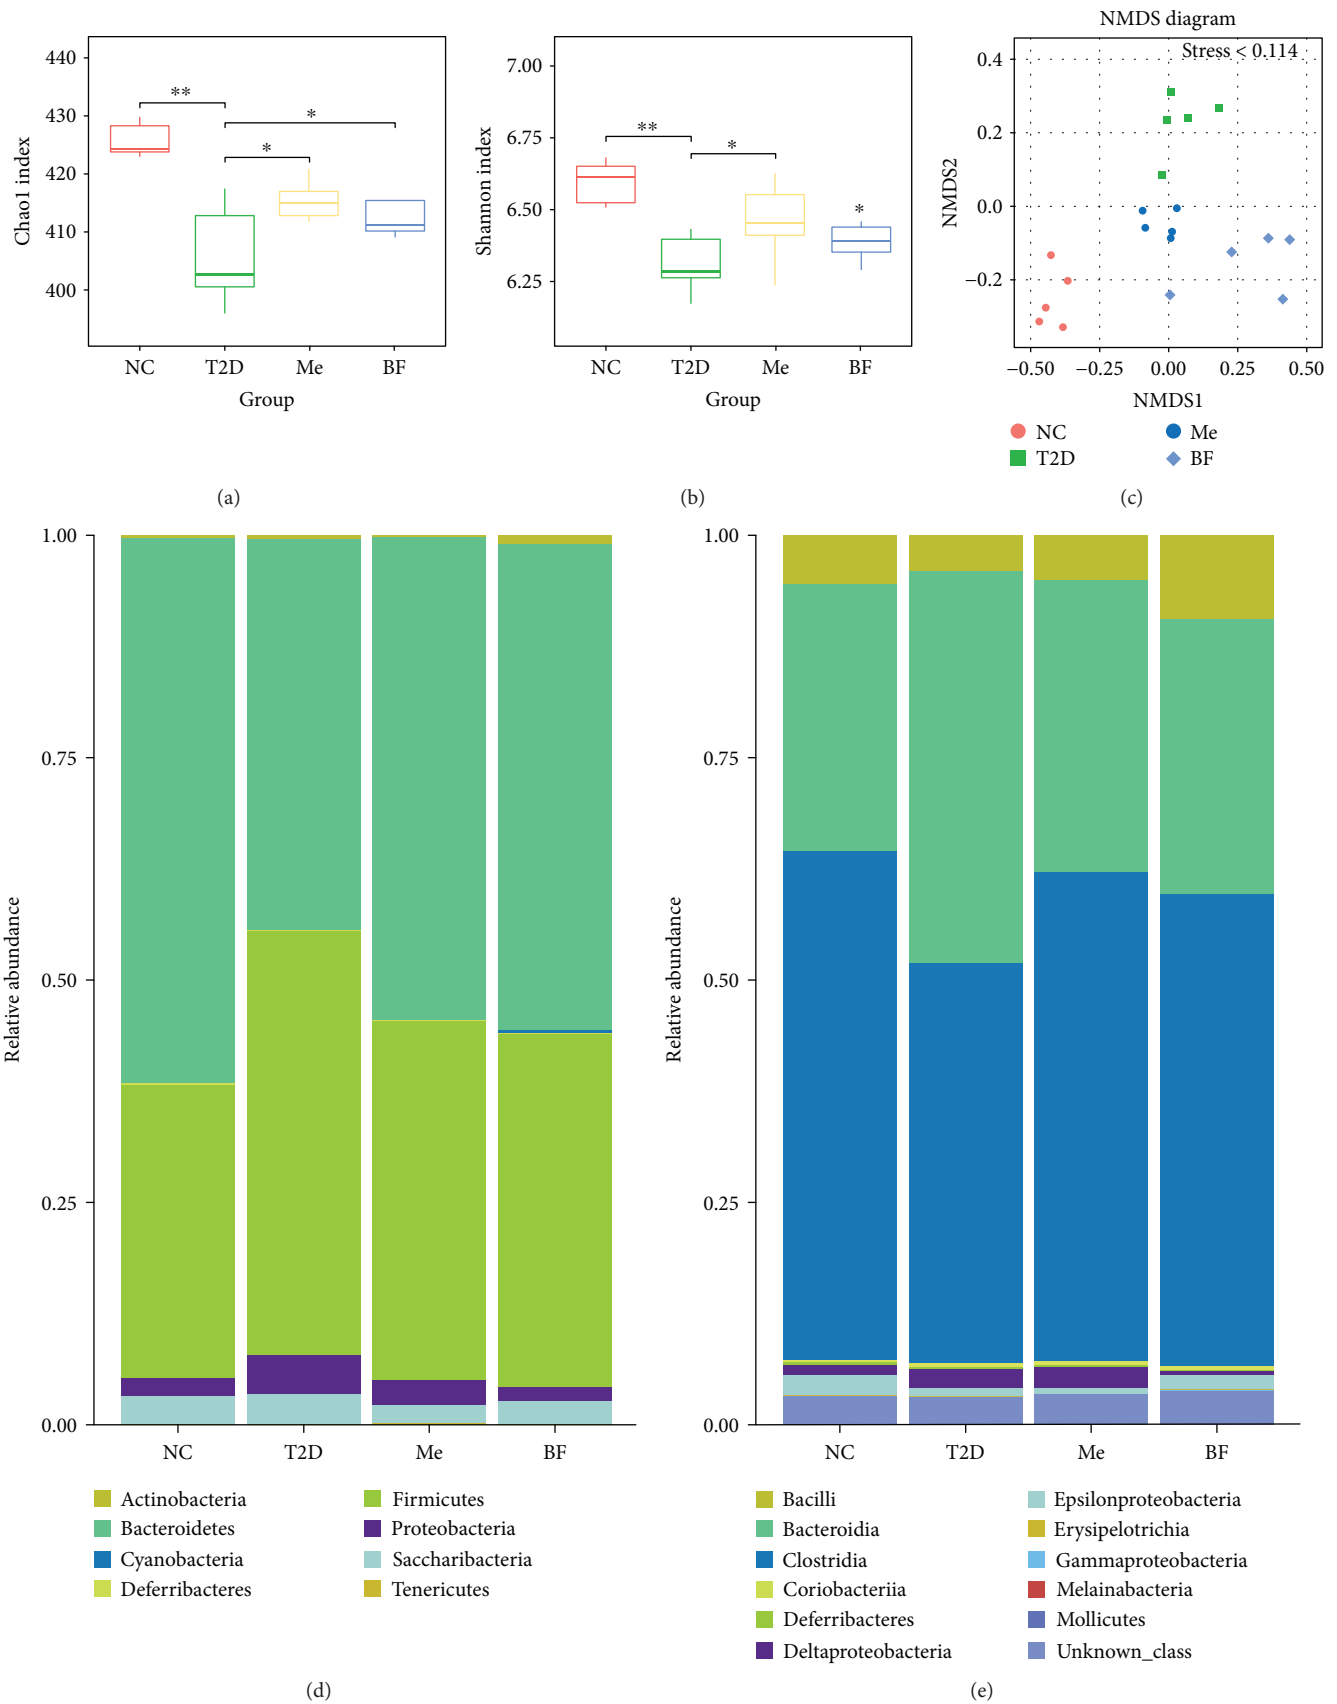 440
430
420
410
400
Chao1 index
**
*
*
NC
T2D
Me
BF
Group
(a)
7.00
6.75
6.50
6.25
Shannon index
**
*
*
NC
T2D
Me
BF
Group
(b)
NMDS diagram
Stress < 0.114
0.4
0.2
0.0
−0.2
NMDS2
−0.50
−0.25
0.00
0.25
0.50
NMDS1
NC
Me
T2D
BF
(c)
1.00
0.75
0.50
0.25
0.00
Relative abundance
NC
T2D
Me
BF
Actinobacteria
Bacteroidetes
Cyanobacteria
Deferribacteres
Firmicutes
Proteobacteria
Saccharibacteria
Tenericutes
(d)
1.00
0.75
0.50
0.25
0.00
Relative abundance
NC
T2D
Me
BF
Bacilli
Bacteroidia
Clostridia
Coriobacteriia
Deferribacteres
Deltaproteobacteria
Epsilonproteobacteria
Erysipelotrichia
Gammaproteobacteria
Melainabacteria
Mollicutes
Unknown_class
(e)